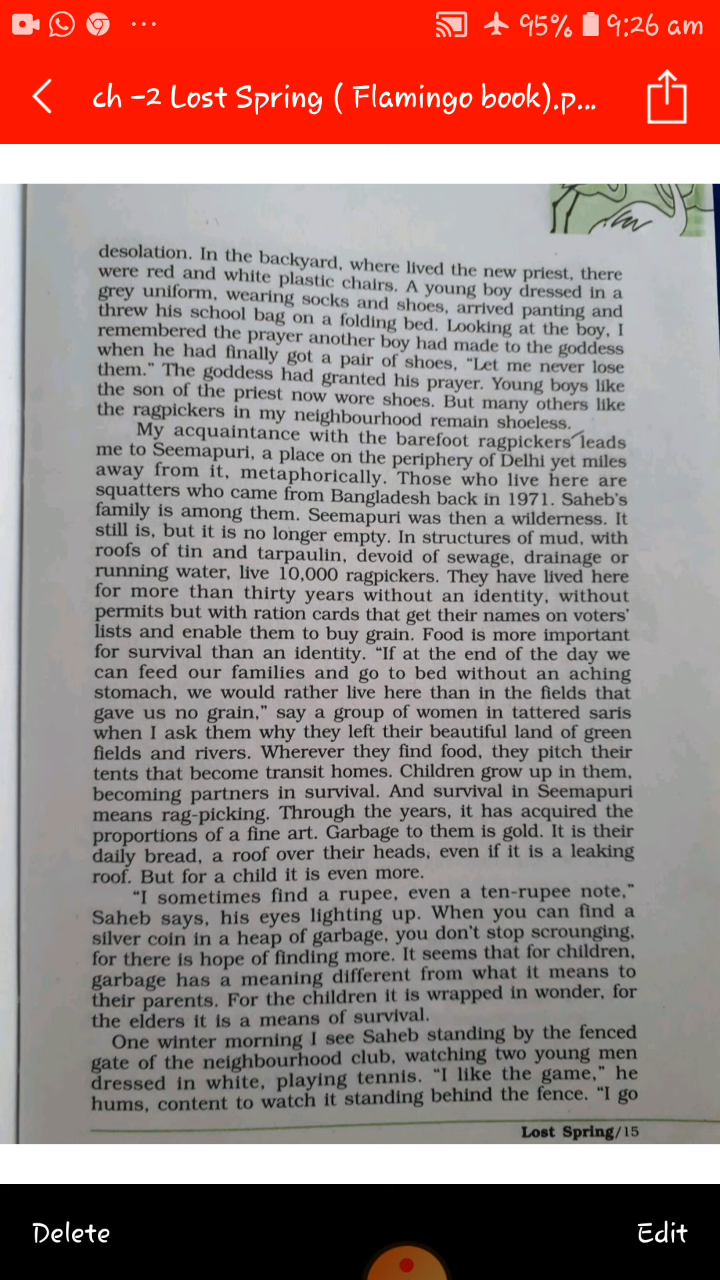 95% 9:26 am
ch -2 Lost Spring ( Flamingo book).p...
desolation. In the backyard, where lived the new priest, there
were red and white plastic chairs. A young boy dressed in a
grey uniform, wearing socks and shoes, arrived panting and
threw his school bag on a folding bed. Looking at the boy, I
remembered the prayer another boy had made to the goddess
when he had finally got a pair of shoes, “Let me never lose
them.” The goddess had granted his prayer. Young boys like
the son of the priest now wore shoes. But many others like
the ragpickers in my neighbourhood remain shoeless.
My acquaintance with the barefoot ragpickers leads
me to Seemapuri, a place on the periphery of Delhi yet miles
away from it, metaphorically. Those who live here are
squatters who came from Bangladesh back in 1971. Saheb’s
family is among them. Seemapuri was then a wilderness. It
still is, but it is no longer empty. In structures of mud, with
roofs of tin and tarpaulin, devoid of sewage, drainage or
running water, live 10,000 ragpickers. They have lived here
for more than thirty years without an identity, without
permits but with ration cards that get their names on voters’
lists and enable them to buy grain. Food is more important
for survival than an identity. “If at the end of the day we
can feed our families and go to bed without an aching
stomach, we would rather live here than in the fields that
gave us no grain,” say a group of women in tattered saris
when I ask them why they left their beautiful land of green
fields and rivers. Wherever they find food, they pitch their
tents that become transit homes. Children grow up in them,
becoming partners in survival. And survival in Seemapuri
means rag-picking. Through the years, it has acquired the
proportions of a fine art. Garbage to them is gold. It is their
daily bread, a roof over their heads, even if it is a leaking
roof. But for a child it is even more.
“I sometimes find a rupee, even a ten-rupee note,”
Saheb says, his eyes lighting up. When you can find a
silver coin in a heap of garbage, you don’t stop scrounging,
for there is hope of finding more. It seems that for children,
garbage has a meaning different from what it means to
their parents. For the children it is wrapped in wonder, for
the elders it is a means of survival.
One winter morning I see Saheb standing by the fenced
gate of the neighbourhood club, watching two young men
dressed in white, playing tennis. “I like the game,” he
hums, content to watch it standing behind the fence. “I go
Lost Spring/15
Delete Edit